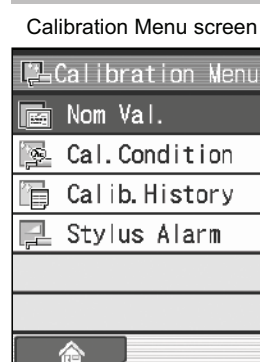 Calibration Menu screen
Calibration Menu
Nom Val.
Cal.Condition
Calib.History
Stylus Alarm